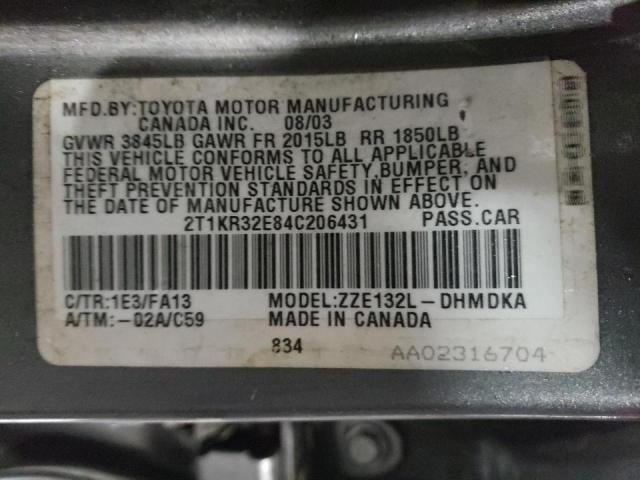 MFD.BY:TOYOTA MOTOR MANUFACTURING
CANADA INC. 08/03
GVWR 3845LB GAWR FR 2015LB RR 1850LB
THIS VEHICLE CONFORMS TO ALL APPLICABLE
FEDERAL MOTOR VEHICLE SAFETY,BUMPER, AND
THEFT PREVENTION STANDARDS IN EFFECT ON
THE DATE OF MANUFACTURE SHOWN ABOVE.
2T1KR32E84C206431 PASS.CAR
C/TR:1E3/FA13 MODEL:ZZE132L-DHMDKA
A/TM:-02A/C59 MADE IN CANADA
834 AA02316704